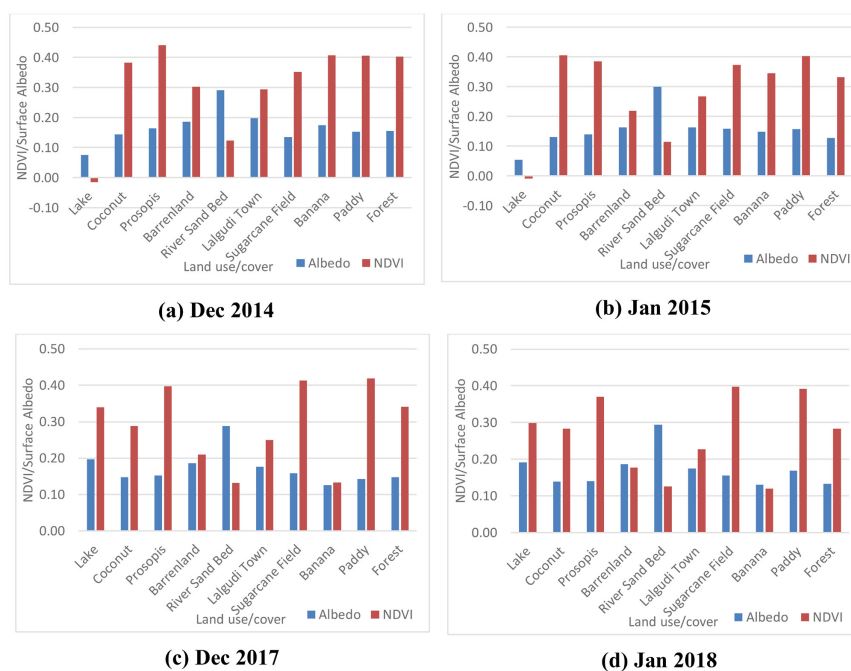 NDVI/Surface Albedo
0.50
0.40
0.30
0.20
0.10
0.00
-0.10
Lake
Coconut
Prosopis
Barrenland
River Sand Bed
Lalgudi Town
Sugarcane Field
Banana
Paddy
Forest
Land use/cover
Albedo NDVI
(a) Dec 2014
NDVI/Surface Albedo
0.50
0.40
0.30
0.20
0.10
0.00
-0.10
Lake
Coconut
Prosopis
Barrenland
River Sand Bed
Lalgudi Town
Sugarcane Field
Banana
Paddy
Forest
Land use/cover
Albedo NDVI
(b) Jan 2015
NDVI/Surface Albedo
0.50
0.40
0.30
0.20
0.10
0.00
Lake
Coconut
Prosopis
Barrenland
River Sand Bed
Lalgudi Town
Sugarcane Field
Banana
Paddy
Forest
Land use/cover
Albedo NDVI
(c) Dec 2017
NDVI/Surface Albedo
0.50
0.40
0.30
0.20
0.10
0.00
Lake
Coconut
Prosopis
Barrenland
River Sand Bed
Lalgudi Town
Sugarcane Field
Banana
Paddy
Forest
Land use/cover
Albedo NDVI
(d) Jan 2018